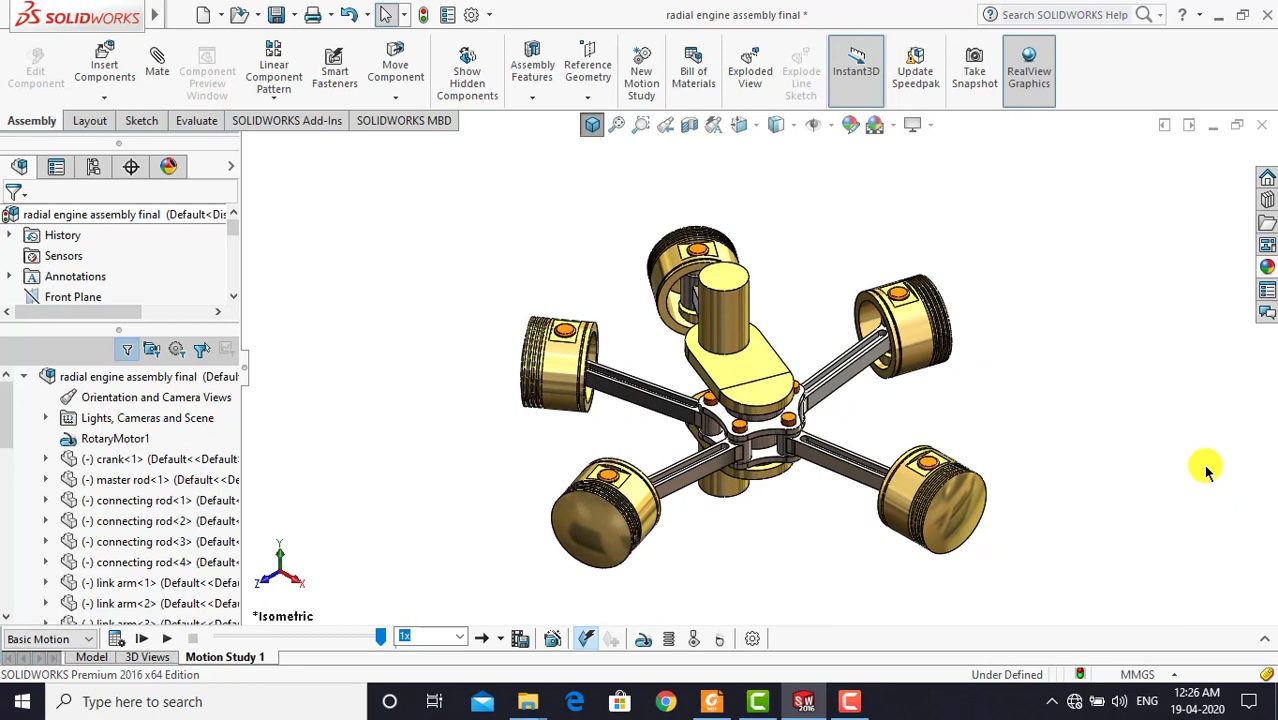 SOLIDWORKS
radial engine assembly final *
Search SOLIDWORKS Help
?
Edit Component
Insert Components
Mate
Component Preview Window
Linear Component Pattern
Smart Fasteners
Move Component
Show Hidden Components
Assembly Features
Reference Geometry
New Motion Study
Bill of Materials
Exploded View
Explode Line Sketch
Instant3D
Update Speedpak
Take Snapshot
RealView Graphics
Assembly
Layout
Sketch
Evaluate
SOLIDWORKS Add-Ins
SOLIDWORKS MBD
radial engine assembly final (Default<Dis
History
Sensors
Annotations
Front Plane
radial engine assembly final (Defaul
Orientation and Camera Views
Lights, Cameras and Scene
RotaryMotor1
(-) crank<1> (Default<<Default
(-) master rod<1> (Default<<D
(-) connecting rod<1> (Default
(-) connecting rod<2> (Default
(-) connecting rod<3> (Default
(-) connecting rod<4> (Default
(-) link arm<1> (Default<<Defa
(-) link arm<2> (Default<<Defa
Y
Z
X
*Isometric
Basic Motion
1x
Model
3D Views
Motion Study 1
SOLIDWORKS Premium 2016 x64 Edition
Under Defined
MMGS
Type here to search
SW
2016
ENG
12:26 AM
19-04-2020